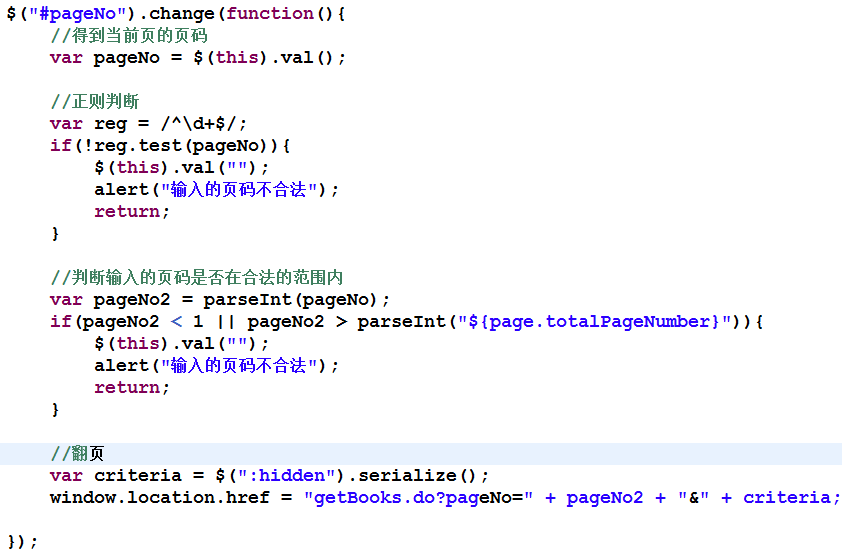 $("#pageNo").change(function(){
    //得到当前页的页码
    var pageNo = $(this).val();
    //正则判断
    var reg = /^\d+$/;
    if(!reg.test(pageNo)){
        $(this).val("");
        alert("输入的页码不合法");
        return;
    }
    //判断输入的页码是否在合法的范围内
    var pageNo2 = parseInt(pageNo);
    if(pageNo2 < 1 || pageNo2 > parseInt("${page.totalPageNumber}")){
        $(this).val("");
        alert("输入的页码不合法");
        return;
    }
    //翻页
    var criteria = $(":hidden").serialize();
    window.location.href = "getBooks.do?pageNo=" + pageNo2 + "&" + criteria;
});